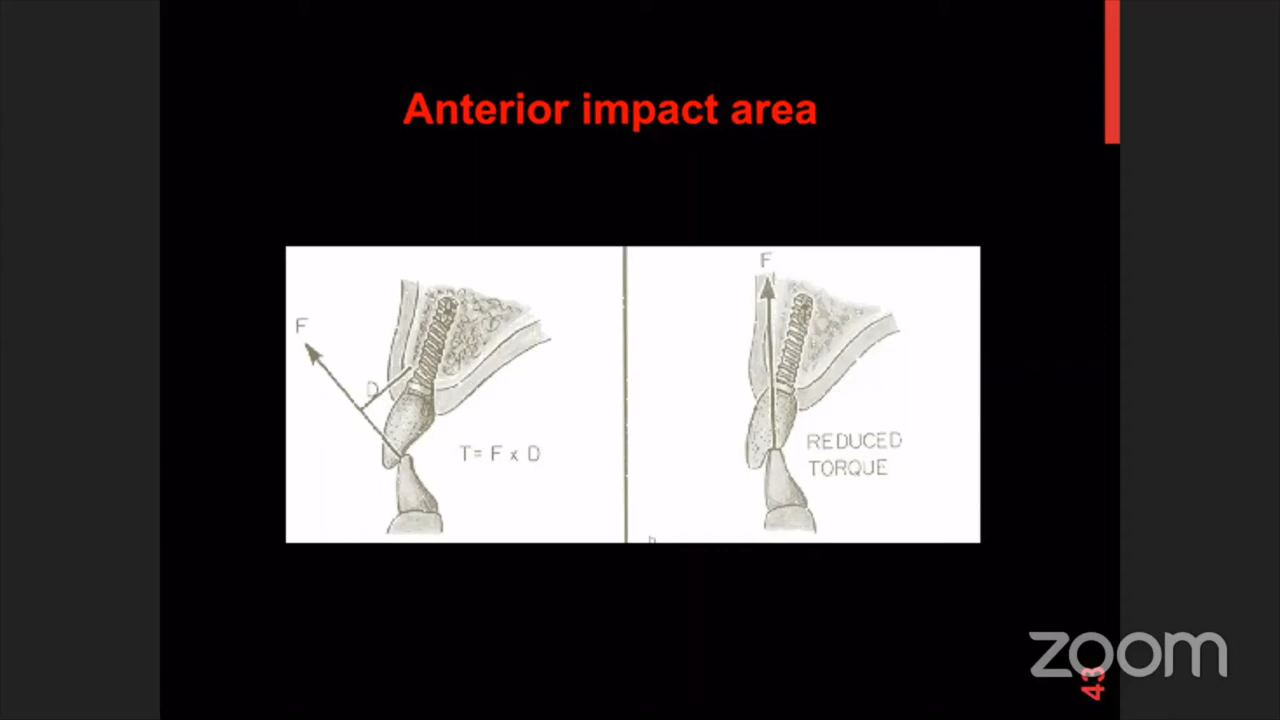 Anterior impact area
F
D
T= F x D
F
REDUCED
TORQUE
h
zoom
43